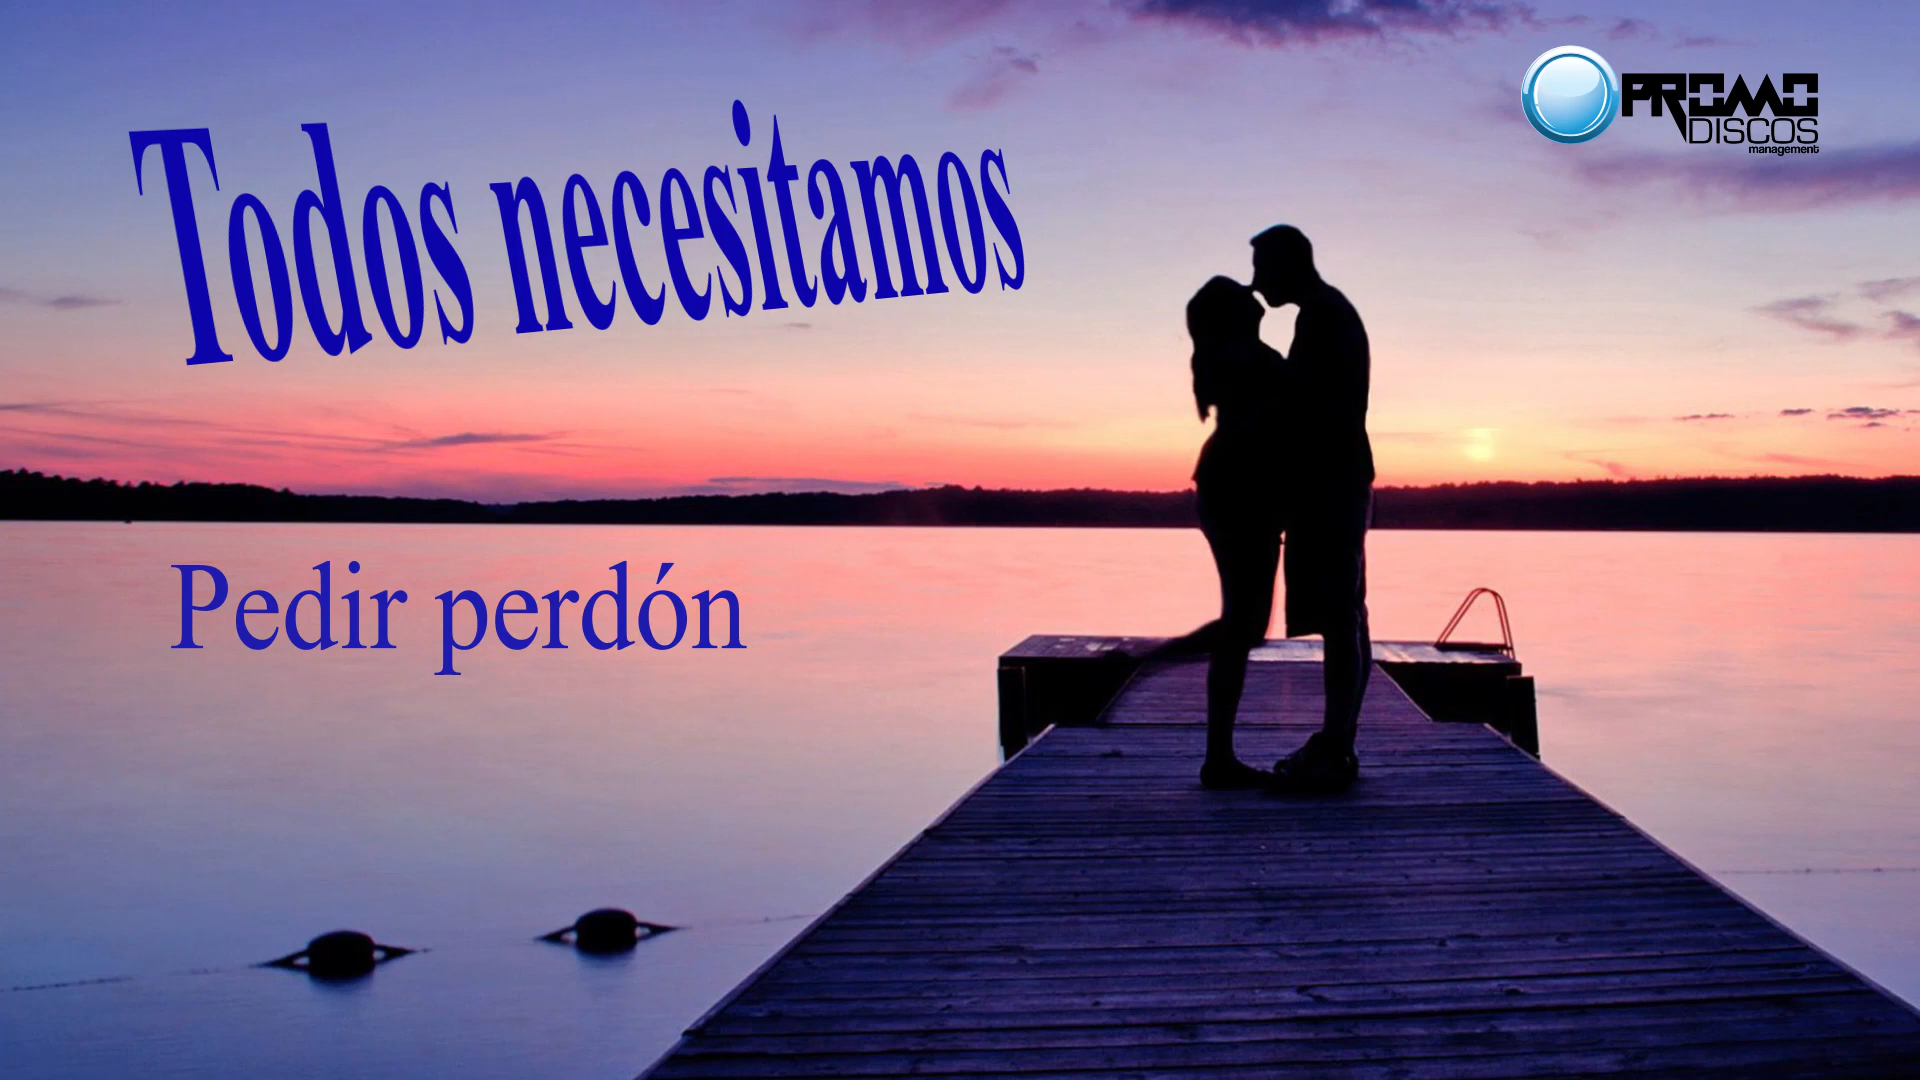 Todos necesitamos
PROMO
DISCOS
management
Pedir perdón